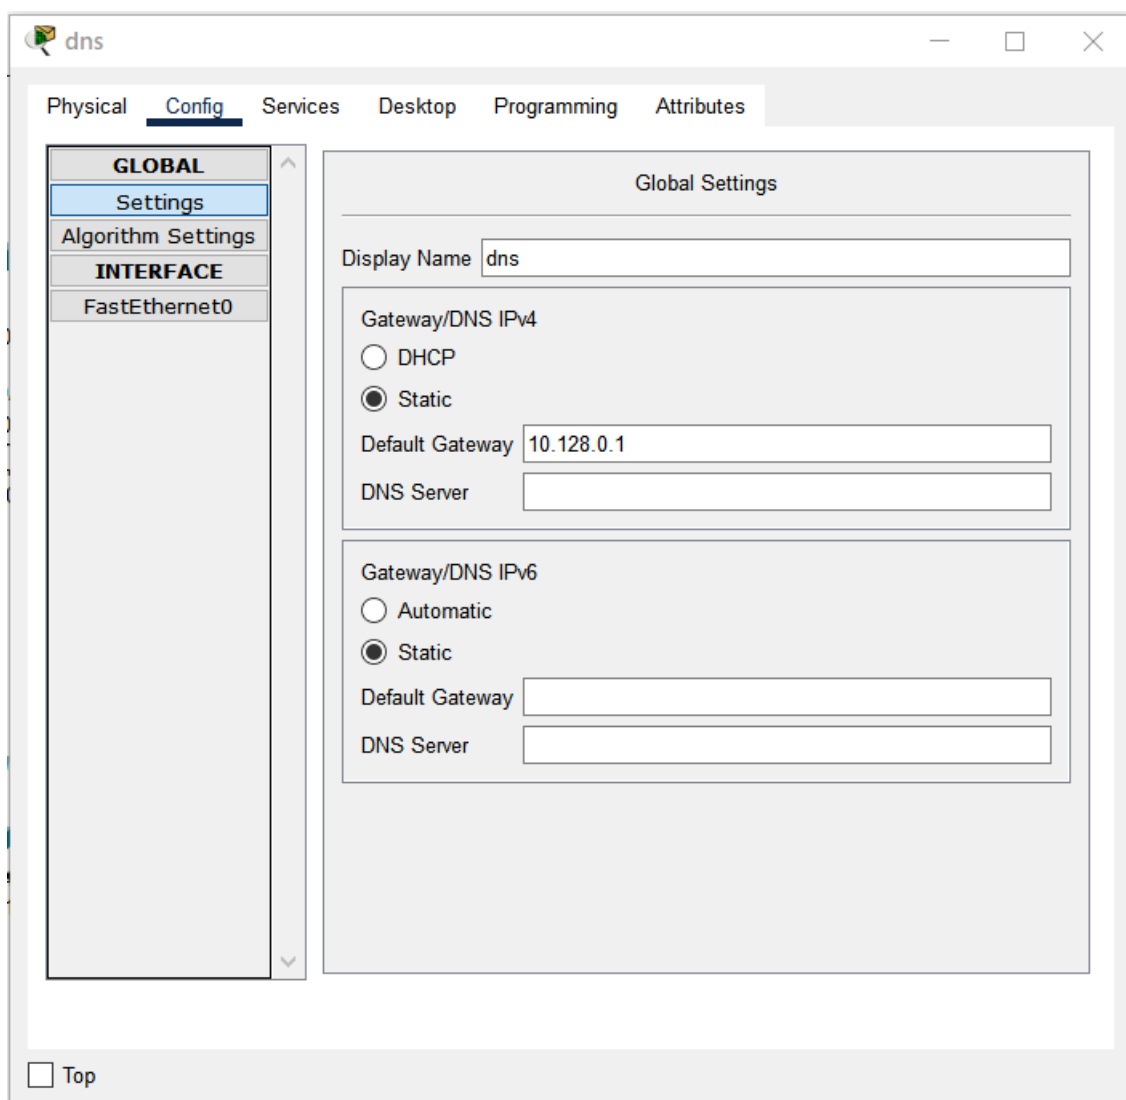 dns
Physical Config Services Desktop Programming Attributes
GLOBAL
Settings
Algorithm Settings
INTERFACE
FastEthernet0
Global Settings
Display Name dns
Gateway/DNS IPv4
DHCP
Static
Default Gateway 10.128.0.1
DNS Server
Gateway/DNS IPv6
Automatic
Static
Default Gateway
DNS Server
Top